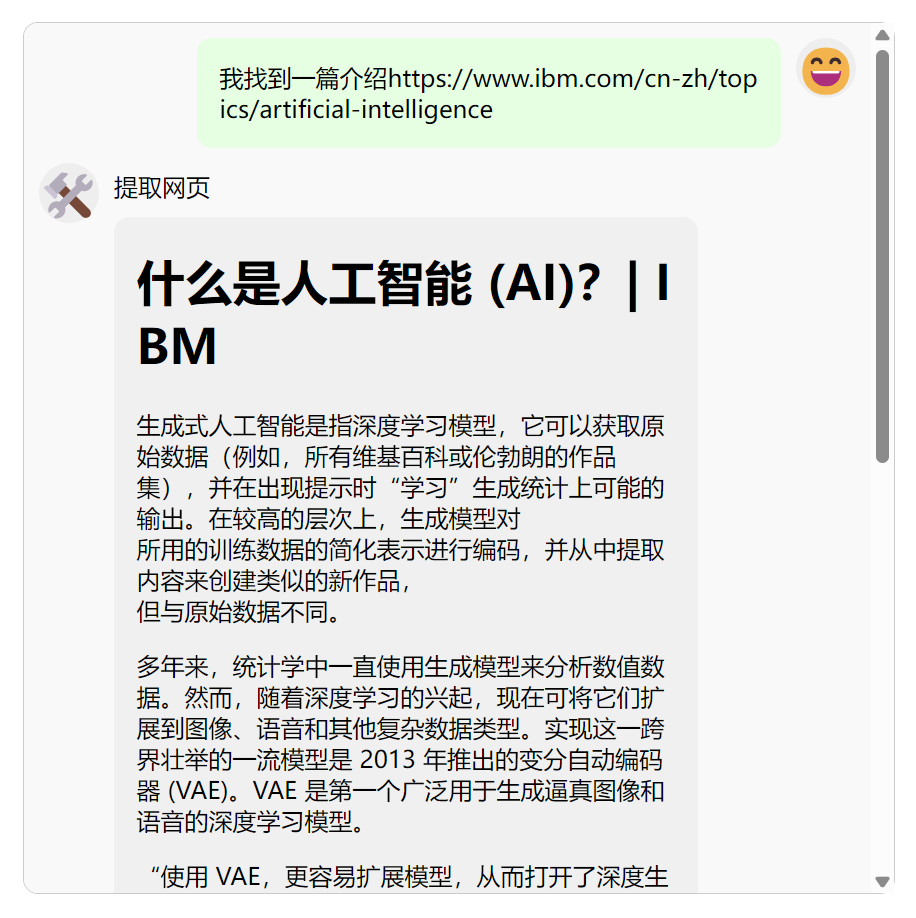 我找到一篇介绍https://www.ibm.com/cn-zh/top
ics/artificial-intelligence
提取网页
什么是人工智能 (AI)？| I
BM
生成式人工智能是指深度学习模型，它可以获取原
始数据（例如，所有维基百科或伦勃朗的作品
集），并在出现提示时“学习”生成统计上可能的
输出。在较高的层次上，生成模型对
所用的训练数据的简化表示进行编码，并从中提取
内容来创建类似的新作品，
但与原始数据不同。
多年来，统计学中一直使用生成模型来分析数值数
据。然而，随着深度学习的兴起，现在可将它们扩
展到图像、语音和其他复杂数据类型。实现这一跨
界壮举的一流模型是 2013 年推出的变分自动编码
器 (VAE)。VAE 是第一个广泛用于生成逼真图像和
语音的深度学习模型。
“使用 VAE，更容易扩展模型，从而打开了深度生